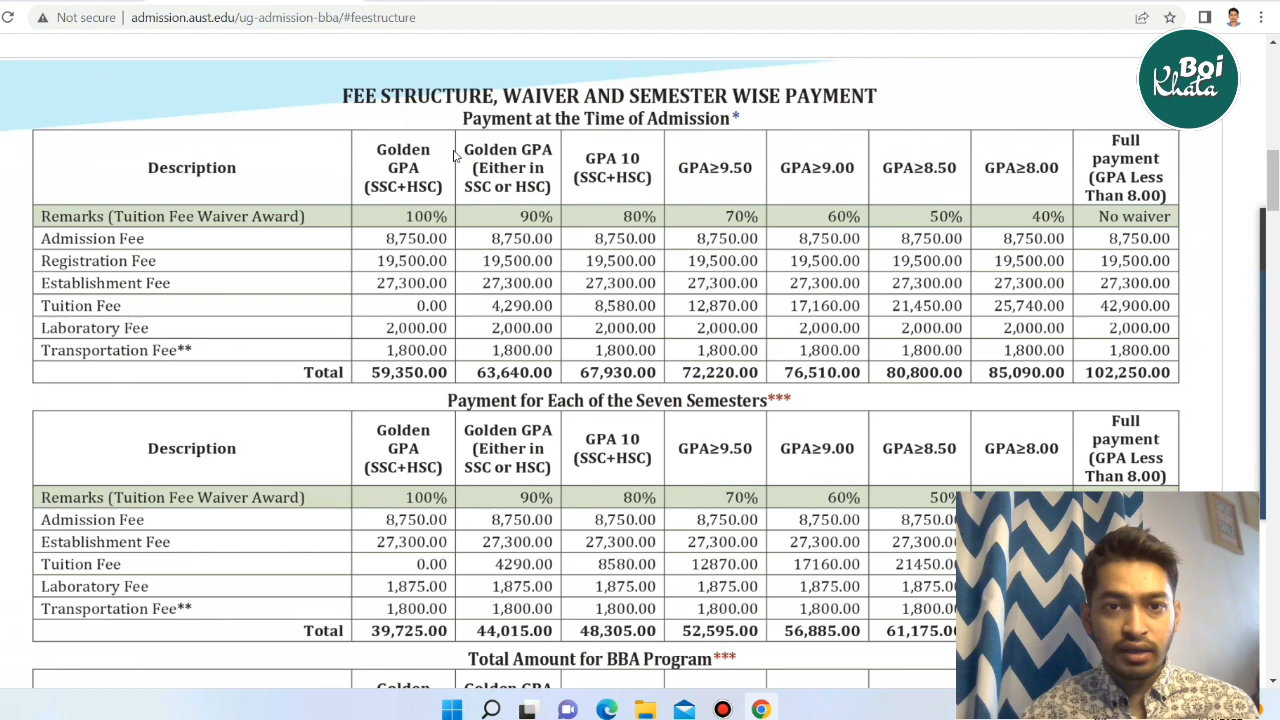 Not secure | admission.aust.edu/ug-admission-bba/#feestructure
Boi
Khata
FEE STRUCTURE, WAIVER AND SEMESTER WISE PAYMENT
Payment at the Time of Admission*
Description Golden GPA (SSC+HSC) Golden GPA (Either in SSC or HSC) GPA 10 (SSC+HSC) GPA≥9.50 GPA≥9.00 GPA≥8.50 GPA≥8.00 Full payment (GPA Less Than 8.00)
Remarks (Tuition Fee Waiver Award) 100% 90% 80% 70% 60% 50% 40% No waiver
Admission Fee 8,750.00 8,750.00 8,750.00 8,750.00 8,750.00 8,750.00 8,750.00 8,750.00
Registration Fee 19,500.00 19,500.00 19,500.00 19,500.00 19,500.00 19,500.00 19,500.00 19,500.00
Establishment Fee 27,300.00 27,300.00 27,300.00 27,300.00 27,300.00 27,300.00 27,300.00 27,300.00
Tuition Fee 0.00 4,290.00 8,580.00 12,870.00 17,160.00 21,450.00 25,740.00 42,900.00
Laboratory Fee 2,000.00 2,000.00 2,000.00 2,000.00 2,000.00 2,000.00 2,000.00 2,000.00
Transportation Fee** 1,800.00 1,800.00 1,800.00 1,800.00 1,800.00 1,800.00 1,800.00 1,800.00
Total 59,350.00 63,640.00 67,930.00 72,220.00 76,510.00 80,800.00 85,090.00 102,250.00
Payment for Each of the Seven Semesters***
Description Golden GPA (SSC+HSC) Golden GPA (Either in SSC or HSC) GPA 10 (SSC+HSC) GPA≥9.50 GPA≥9.00 GPA≥8.50 GPA≥8.00 Full payment (GPA Less Than 8.00)
Remarks (Tuition Fee Waiver Award) 100% 90% 80% 70% 60% 50%
Admission Fee 8,750.00 8,750.00 8,750.00 8,750.00 8,750.00 8,750.0
Establishment Fee 27,300.00 27,300.00 27,300.00 27,300.00 27,300.00 27,300.0
Tuition Fee 0.00 4290.00 8580.00 12870.00 17160.00 21450.0
Laboratory Fee 1,875.00 1,875.00 1,875.00 1,875.00 1,875.00 1,875.0
Transportation Fee** 1,800.00 1,800.00 1,800.00 1,800.00 1,800.00 1,800.0
Total 39,725.00 44,015.00 48,305.00 52,595.00 56,885.00 61,175.0
Total Amount for BBA Program***
Golden Golden GPA